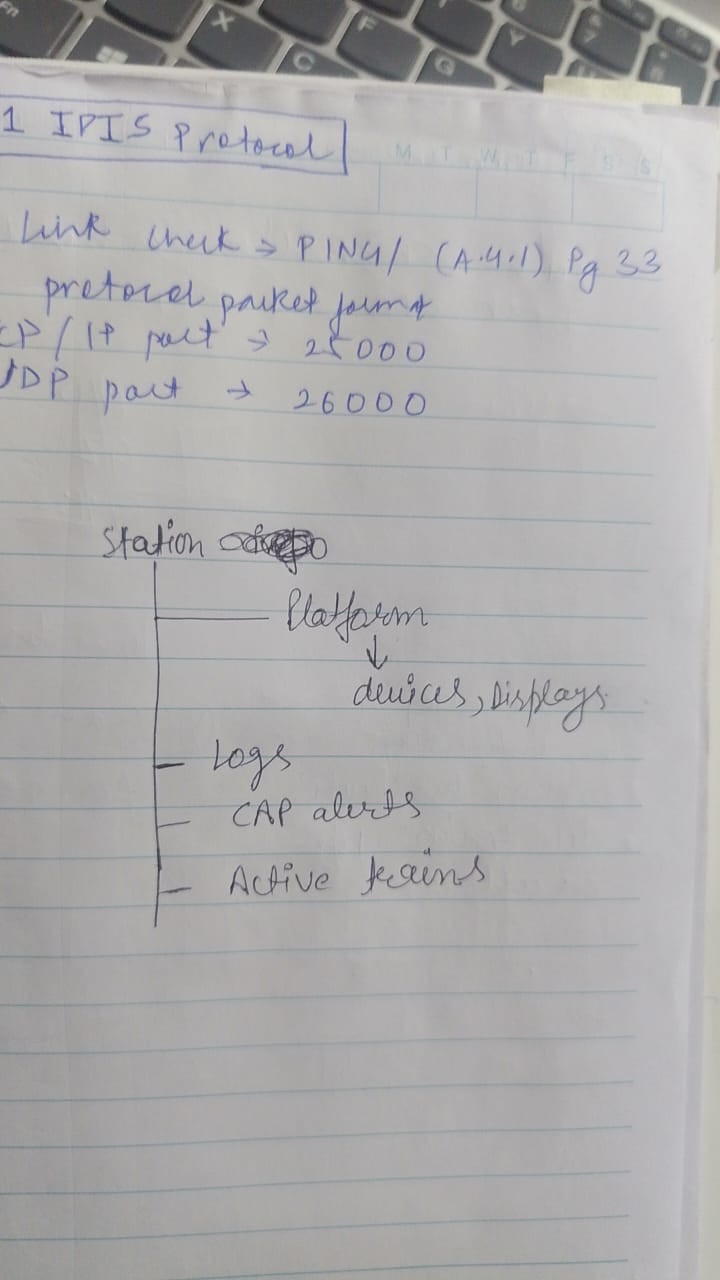 1 IPIS Protocol
M T W T F S S
Link check → PING/ (A.4.1) Pg 33
protocol packet format
CP/IP port → 25000
UDP port → 26000
Station
Platform
↓
devices, Displays
Logs
CAP alerts
Active trains